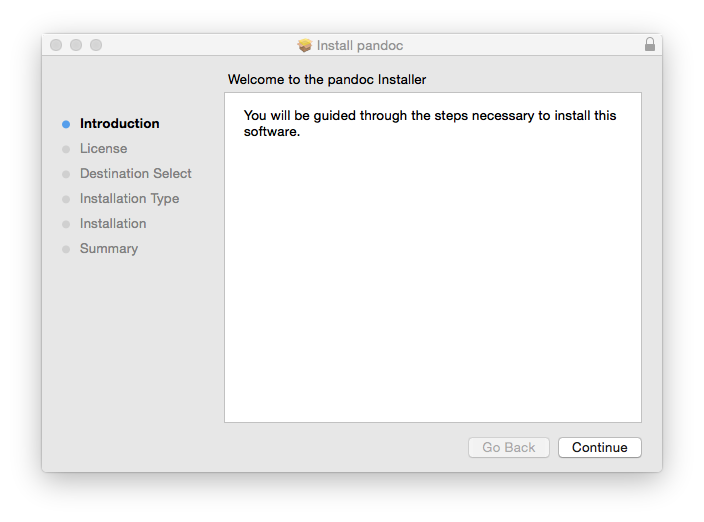 Install pandoc
Welcome to the pandoc Installer
Introduction
License
Destination Select
Installation Type
Installation
Summary
You will be guided through the steps necessary to install this
software.
Go Back
Continue